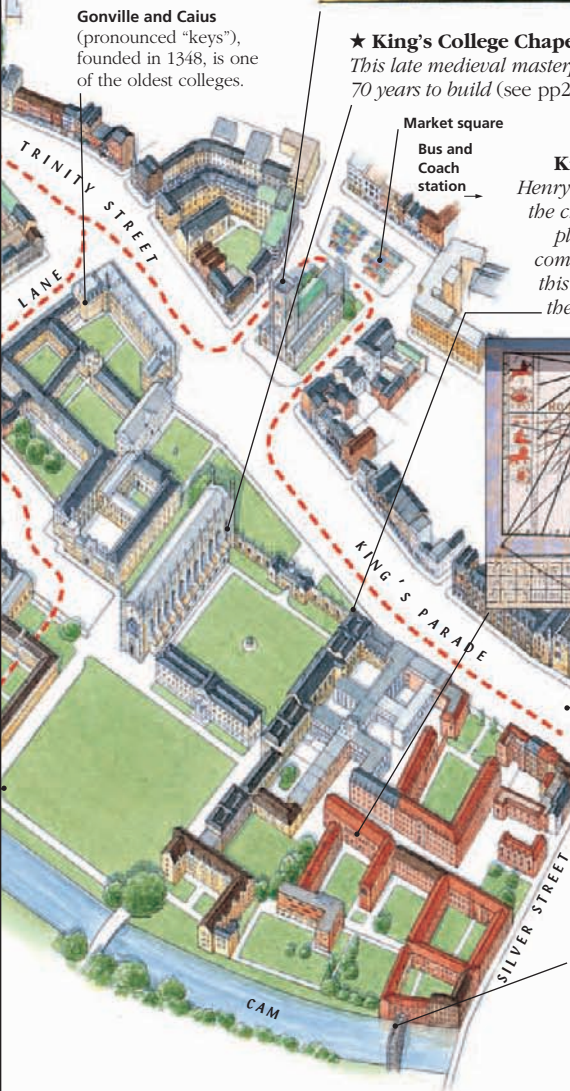 Gonville and Caius
(pronounced “keys”),
founded in 1348, is one
of the oldest colleges.
★ King’s College Chape
This late medieval masterp
70 years to build (see pp2
Market square
Bus and
Coach
station
K
Henry
the c
pl
com
this
the
TRINITY STREET
LANE
KING’S PARADE
SILVER STREET
CAM